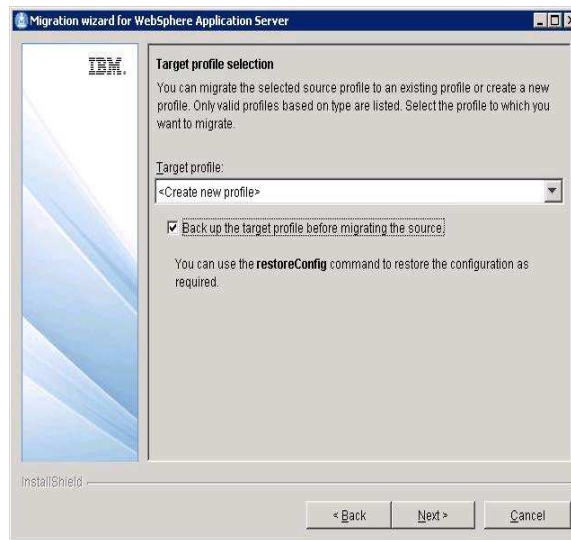 Migration wizard for WebSphere Application Server
IBM.
Target profile selection
You can migrate the selected source profile to an existing profile or create a new
profile. Only valid profiles based on type are listed. Select the profile to which you
want to migrate.
Target profile:
<Create new profile>
Back up the target profile before migrating the source.
You can use the restoreConfig command to restore the configuration as
required.
InstallShield
< Back
Next >
Cancel